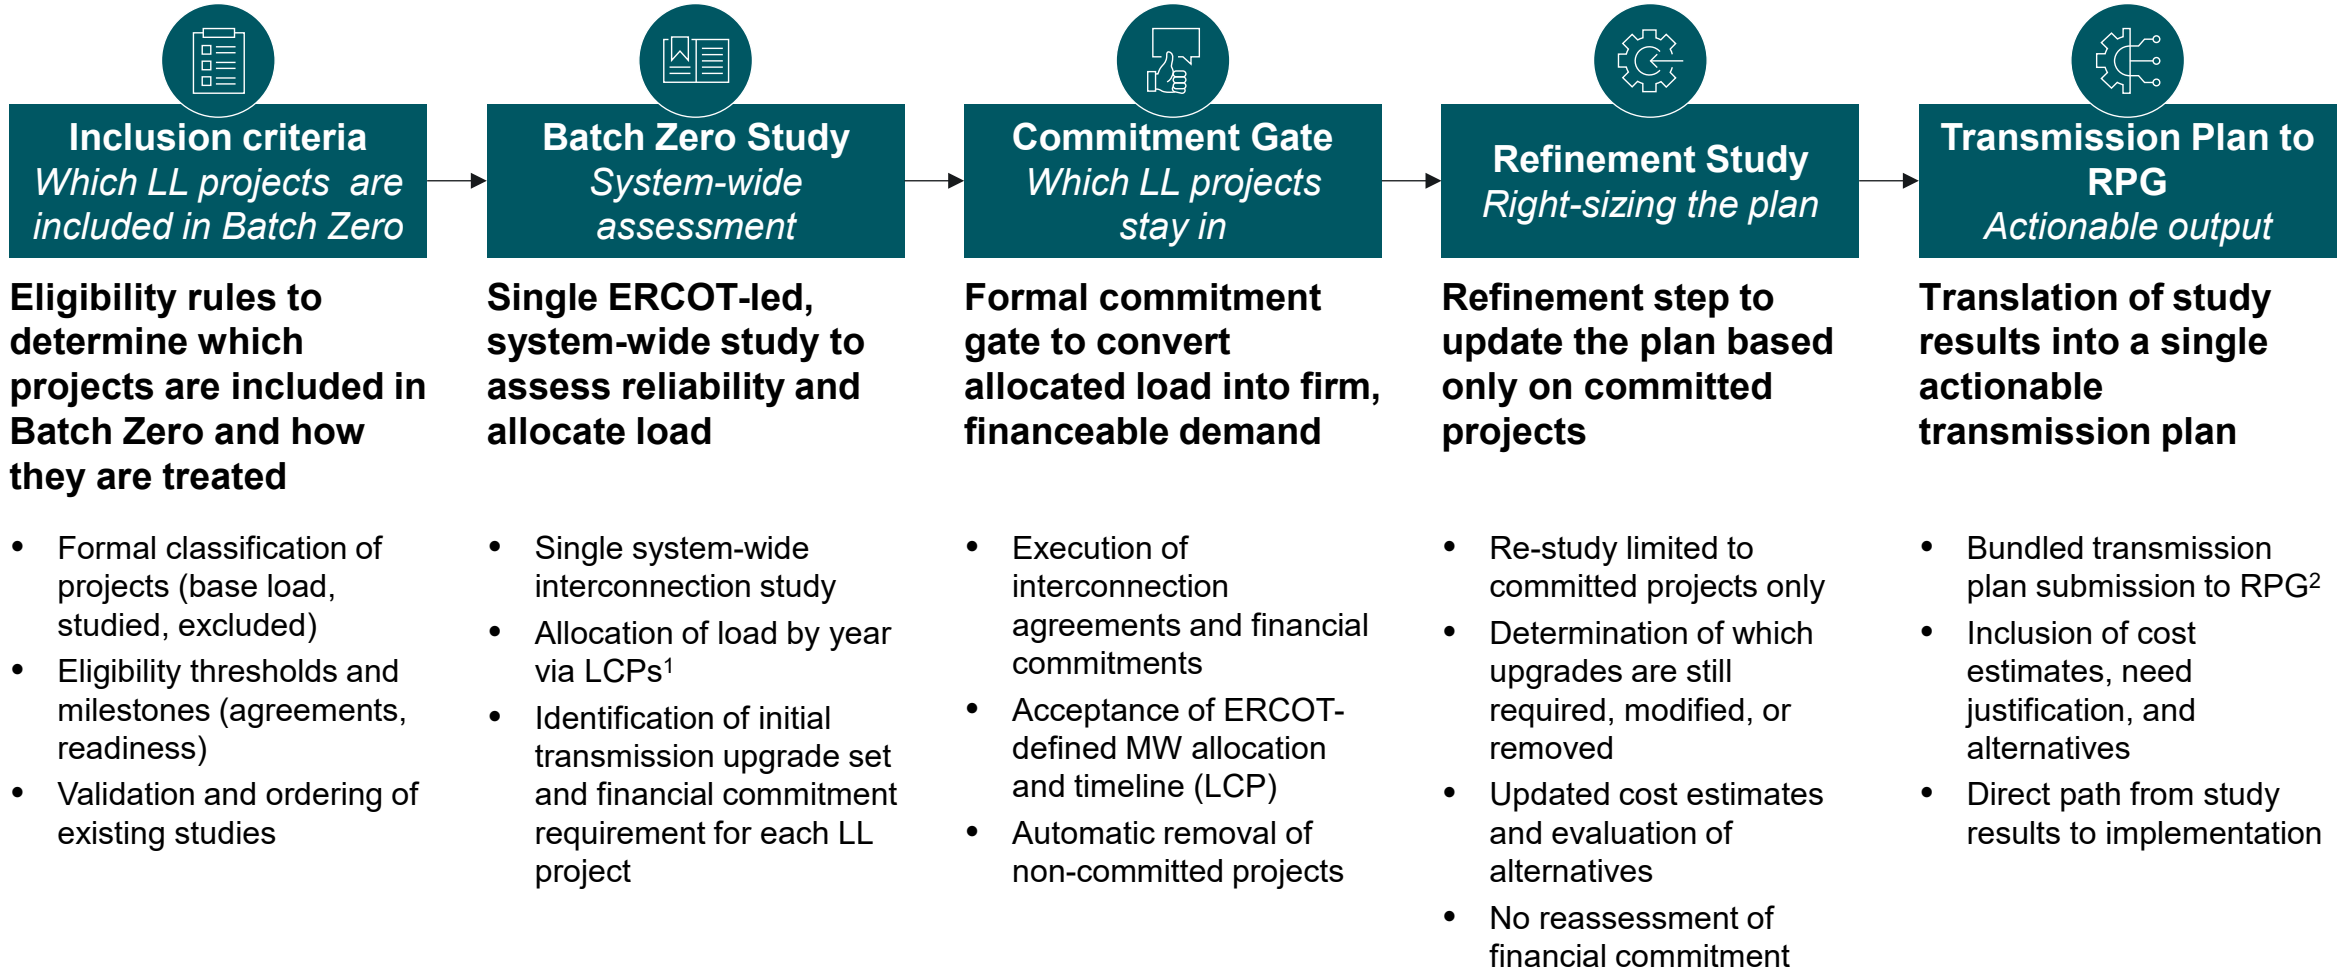 Inclusion criteria
Which LL projects are
included in Batch Zero
Eligibility rules to
determine which
projects are included in
Batch Zero and how
they are treated
• Formal classification of
projects (base load,
studied, excluded)
• Eligibility thresholds and
milestones (agreements,
readiness)
• Validation and ordering of
existing studies
Batch Zero Study
System-wide
assessment
Single ERCOT-led,
system-wide study to
assess reliability and
allocate load
• Single system-wide
interconnection study
• Allocation of load by year
via LCPs¹
• Identification of initial
transmission upgrade set
and financial commitment
requirement for each LL
project
Commitment Gate
Which LL projects
stay in
Formal commitment
gate to convert
allocated load into firm,
financeable demand
• Execution of
interconnection
agreements and financial
commitments
• Acceptance of ERCOT-
defined MW allocation
and timeline (LCP)
• Automatic removal of
non-committed projects
Refinement Study
Right-sizing the plan
Refinement step to
update the plan based
only on committed
projects
• Re-study limited to
committed projects only
• Determination of which
upgrades are still
required, modified, or
removed
• Updated cost estimates
and evaluation of
alternatives
• No reassessment of
financial commitment
Transmission Plan to
RPG
Actionable output
Translation of study
results into a single
actionable
transmission plan
• Bundled transmission
plan submission to RPG²
• Inclusion of cost
estimates, need
justification, and
alternatives
• Direct path from study
results to implementation